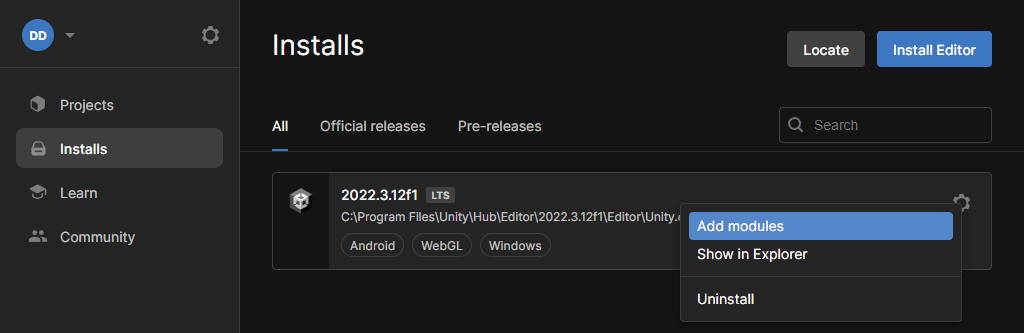 DD
Projects
Installs
Learn
Community
Installs
Locate
Install Editor
All
Official releases
Pre-releases
Search
2022.3.12f1 LTS
C:\Program Files\Unity\Hub\Editor\2022.3.12f1\Editor\Unity.
Android
WebGL
Windows
Add modules
Show in Explorer
Uninstall